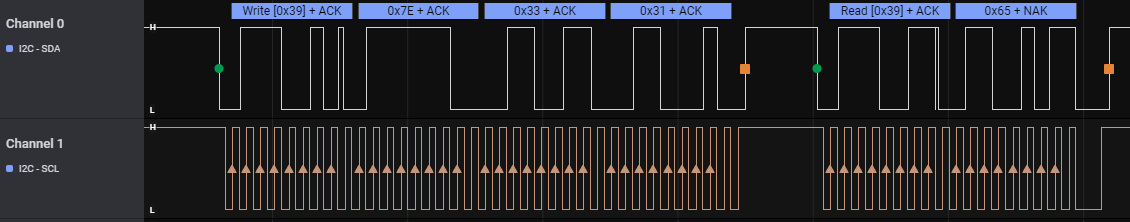 Write [0x39] + ACK 0x7E + ACK 0x33 + ACK 0x31 + ACK Read [0x39] + ACK 0x65 + NAK
Channel 0
H
I2C - SDA
L
Channel 1
H
I2C - SCL
L